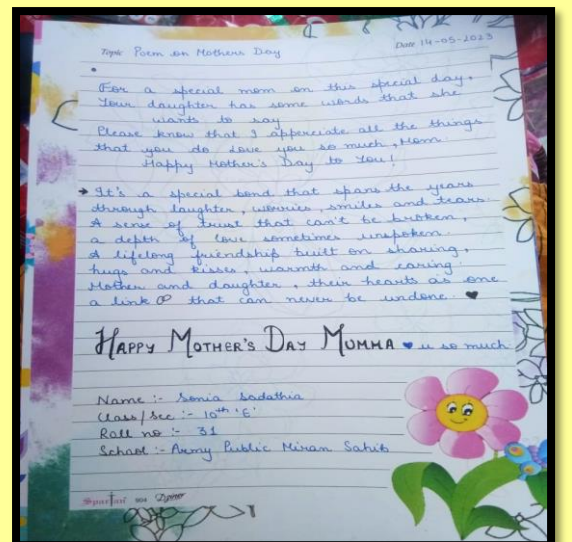 Topic Poem on Mothers Day
Date 14-05-2023
For a special mom on this special day,
Your daughter has some words that she
wants to say
Please know that I apperciate all the things
that you do Love you so much, Mom
Happy Mother's Day to You!
→ It's a special bond that spans the years
through laughter, worries, smiles and tears.
A sense of trust that can't be broken,
a depth of love sometimes unspoken.
A lifelong friendship built on sharing,
hugs and kisses, warmth and caring
Mother and daughter, their hearts as one
a link ∞ that can never be undone. ♥
HAPPY MOTHER'S DAY MUMMA ♥ u so much
Name :- Sonia Sadathia
Class/Sec :- 10th 'E'
Roll no :- 31
School :- Army Public Miran Sahib
Spectral